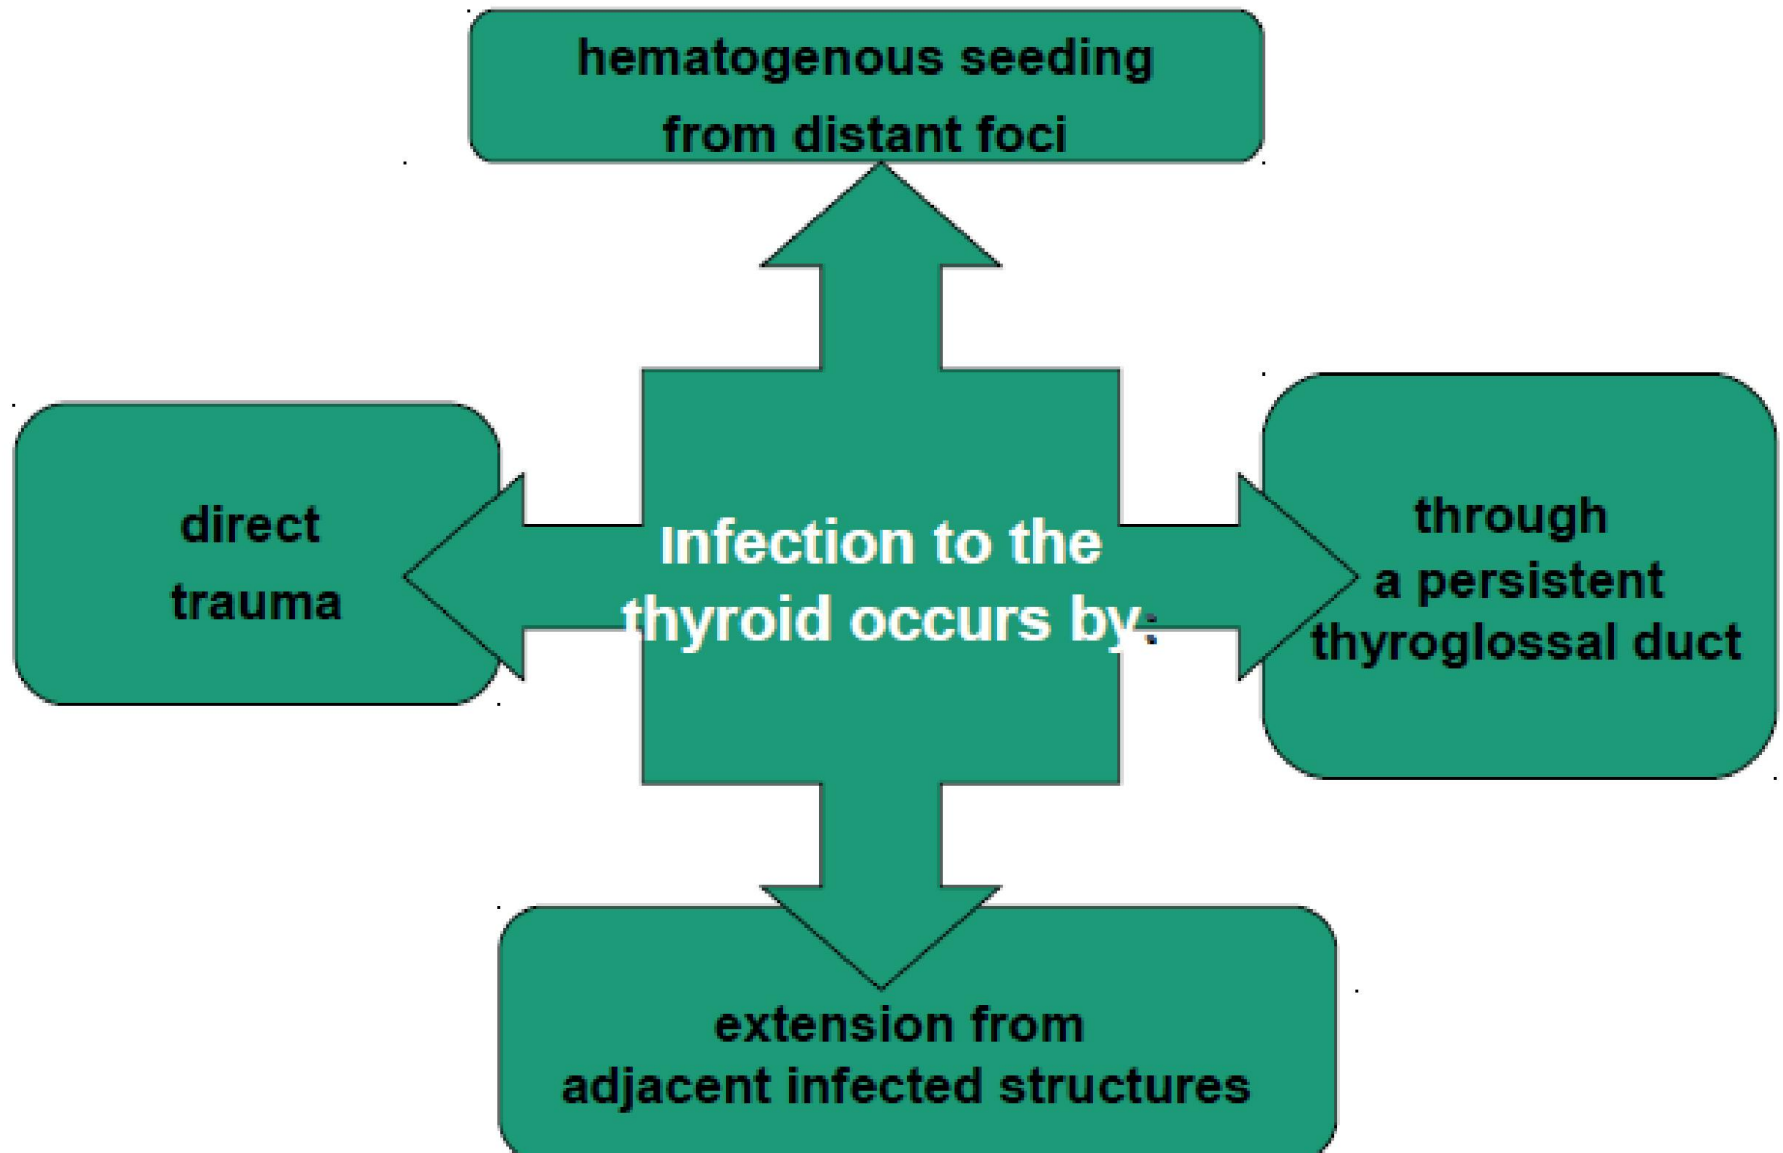 hematogenous seeding
from distant foci
direct
trauma
Infection to the
thyroid occurs by:
through
a persistent
thyroglossal duct
extension from
adjacent infected structures